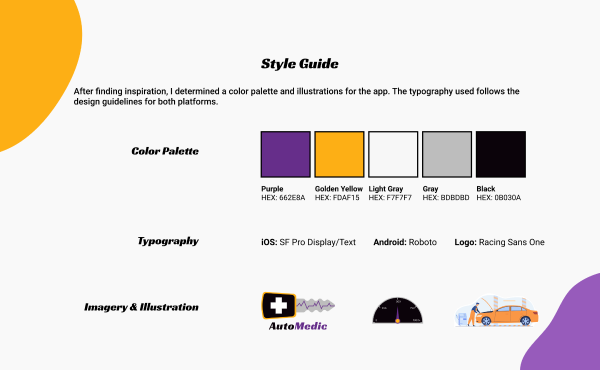 Style Guide
After finding inspiration, I determined a color palette and illustrations for the app. The typography used follows the
design guidelines for both platforms.
Color Palette
Purple
HEX: 662E8A
Golden Yellow
HEX: FDAF15
Light Gray
HEX: F7F7F7
Gray
HEX: BDBDBD
Black
HEX: 0B030A
Typography
iOS: SF Pro Display/Text
Android: Roboto
Logo: Racing Sans One
Imagery & Illustration
AutoMedic